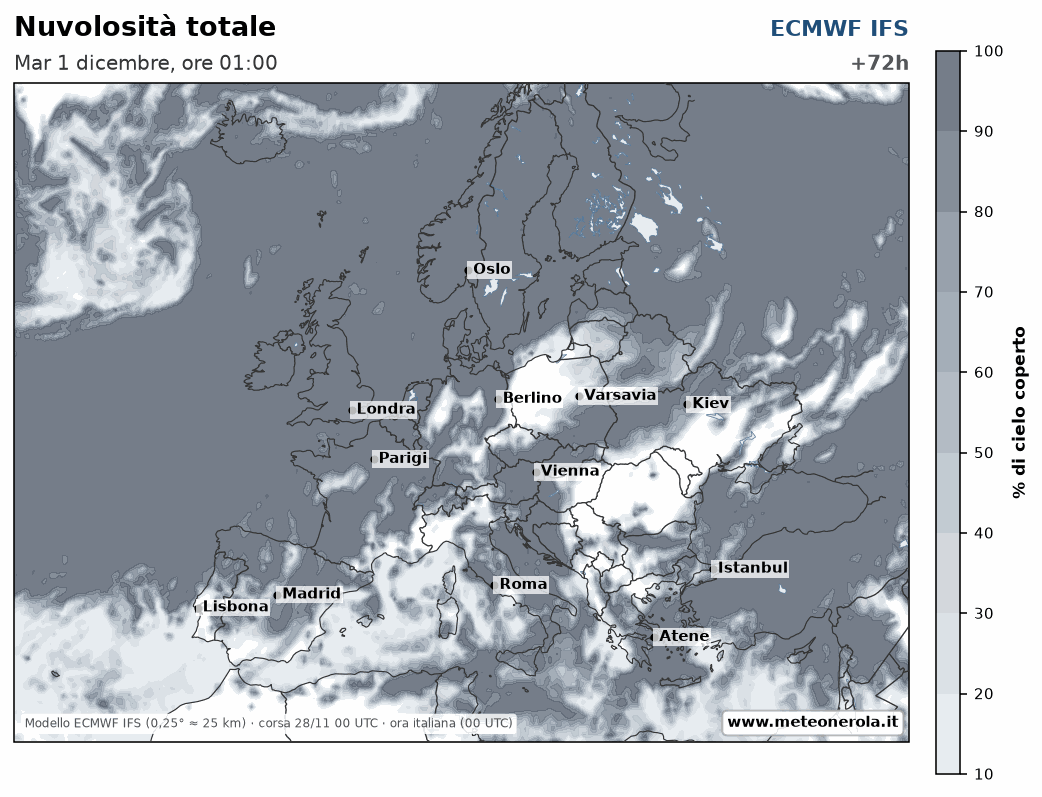 Nuvolosità totale
ECMWF IFS
Mar 1 dicembre, ore 01:00
+72h
100
90
80
70
60
50
40
30
20
10
% di cielo coperto
Oslo
Berlino
Varsavia
Londra
Kiev
Parigi
Vienna
Istanbul
Roma
Madrid
Lisbona
Atene
Modello ECMWF IFS (0,25° ≈ 25 km) · corsa 28/11 00 UTC · ora italiana (00 UTC)
www.meteonerola.it